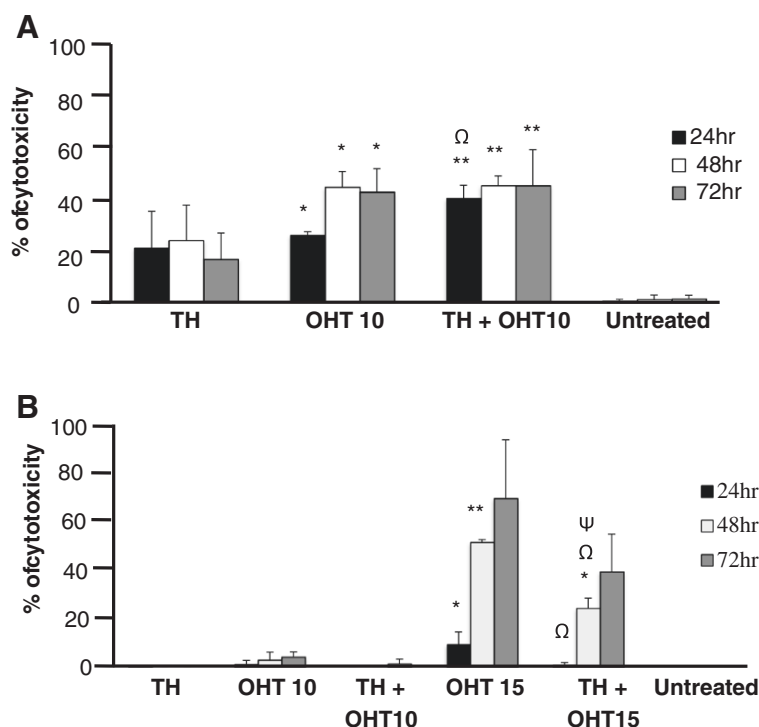 A
% ofcytotoxicity
100
80
60
40
20
0
* * * Ω ** ** **
24hr
48hr
72hr
TH OHT 10 TH + OHT10 Untreated
B
% ofcytotoxicity
100
80
60
40
20
0
* ** Ω Ψ Ω *
24hr
48hr
72hr
TH OHT 10 TH + OHT 15 TH + Untreated
OHT10 OHT15